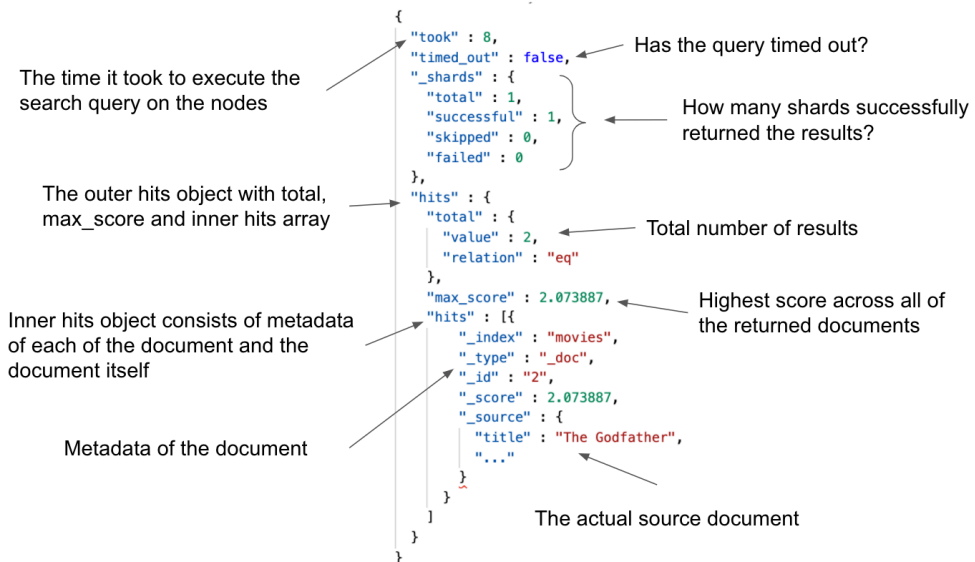 {
"took" : 8,
"timed_out" : false,
Has the query timed out?
The time it took to execute the
search query on the nodes
"_shards" : {
"total" : 1,
"successful" : 1,
"skipped" : 0,
"failed" : 0
},
How many shards successfully
returned the results?
The outer hits object with total,
max_score and inner hits array
"hits" : {
"total" : {
"value" : 2,
"relation" : "eq"
},
Total number of results
"max_score" : 2.073887,
Highest score across all of
the returned documents
Inner hits object consists of metadata
of each of the document and the
document itself
"hits" : [{
"_index" : "movies",
"_type" : "_doc",
"_id" : "2",
"_score" : 2.073887,
"_source" : {
"title" : "The Godfather",
"..."
}
}
]
}
}
Metadata of the document
The actual source document